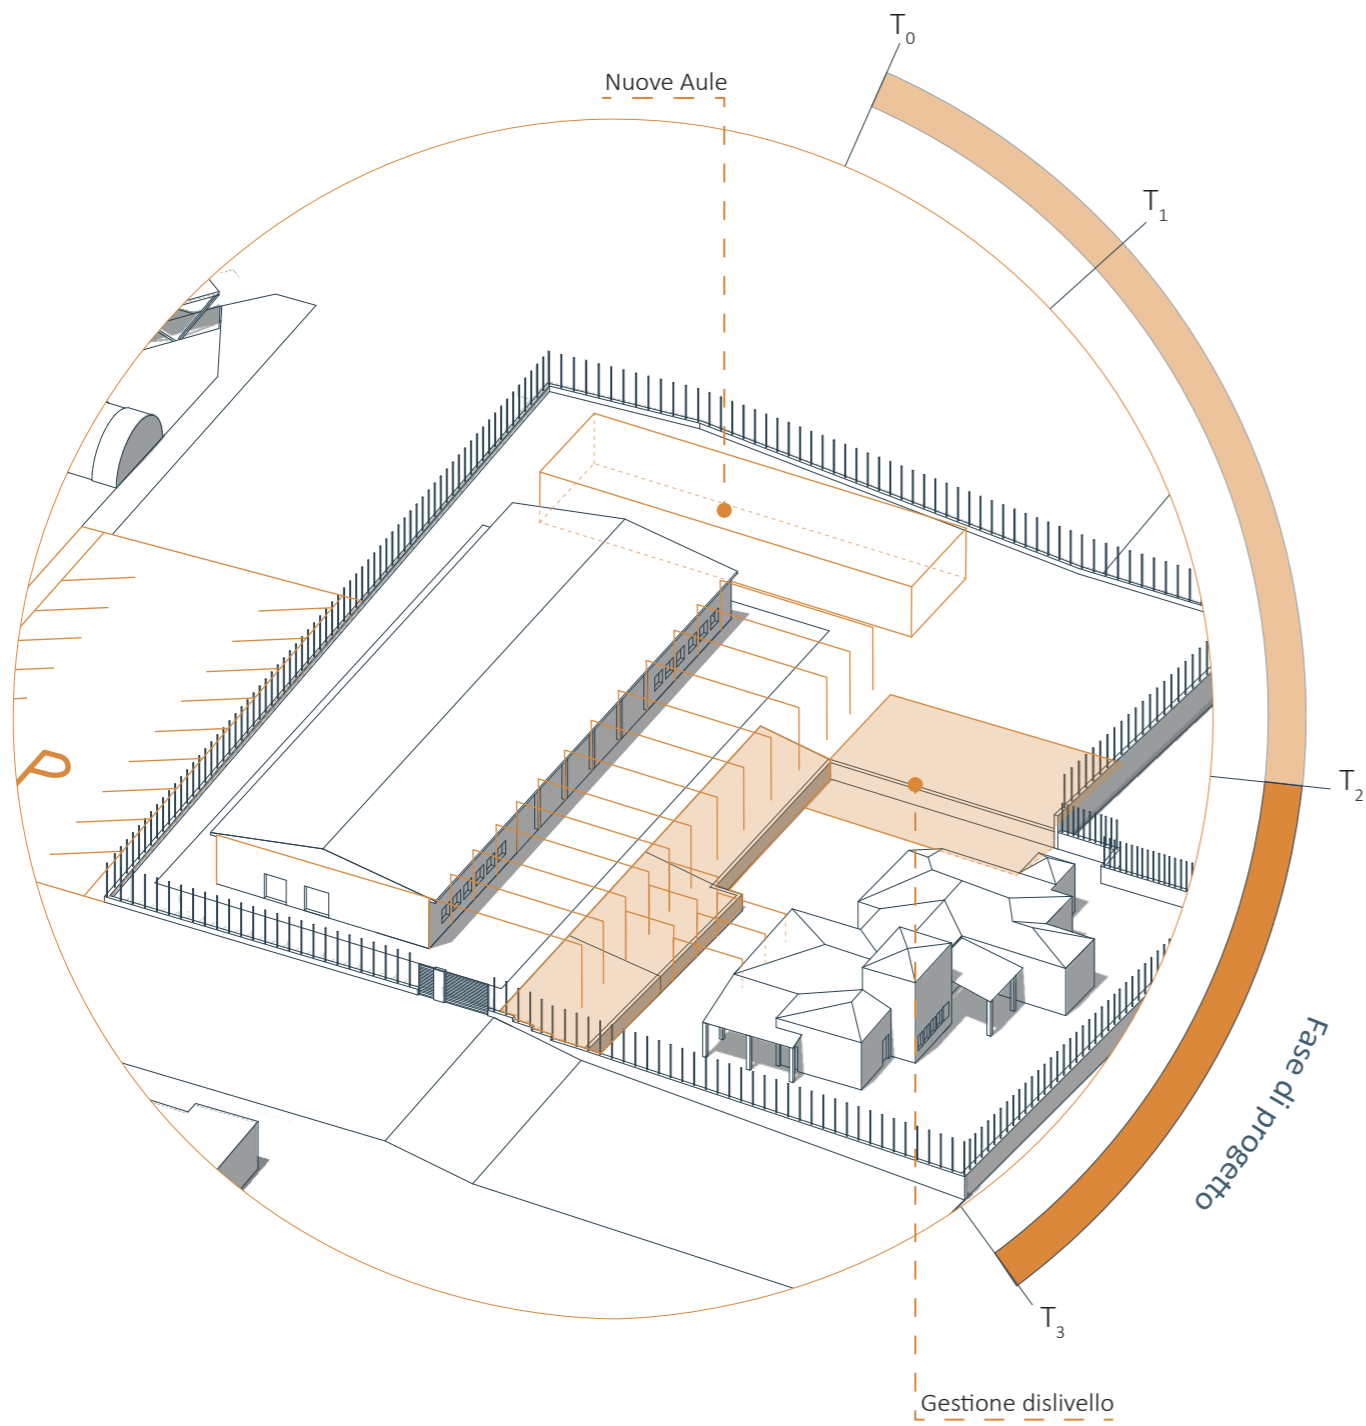 T₀
Nuove Aule
T₁
P
T₂
Fase di progetto
T₃
Gestione dislivello